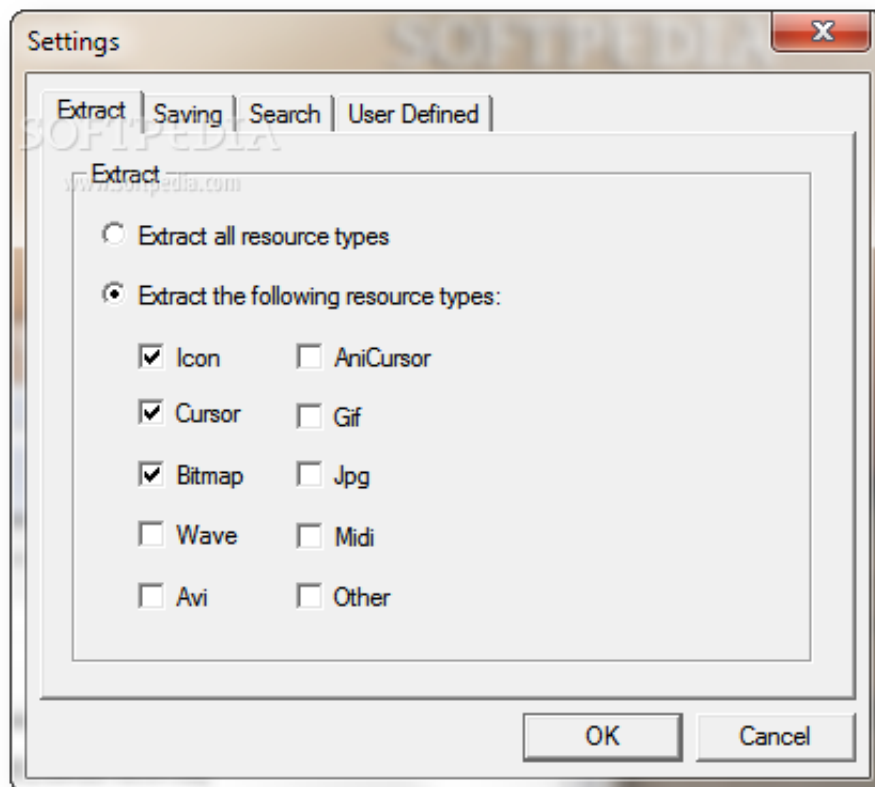 SOFTPEDIA
Settings
Extract Saving Search User Defined
SOFTPEDIA
Extract
www.softpedia.com
Extract all resource types
Extract the following resource types:
Icon AniCursor
Cursor Gif
Bitmap Jpg
Wave Midi
Avi Other
OK Cancel